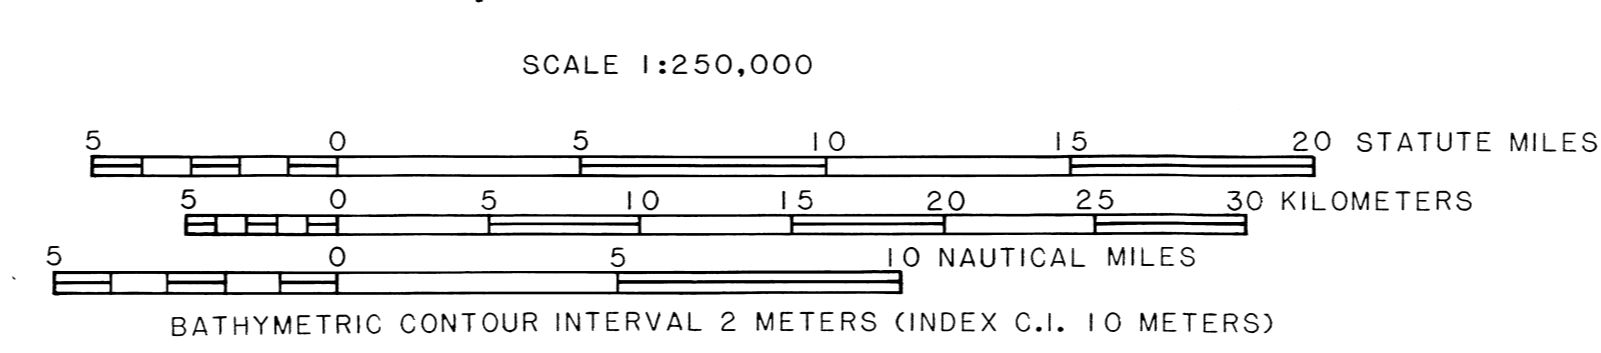 SCALE 1:250,000
5 0 5 10 15 20 STATUTE MILES
5 0 5 10 15 20 25 30 KILOMETERS
5 0 5 10 NAUTICAL MILES
BATHYMETRIC CONTOUR INTERVAL 2 METERS (INDEX C.I. 10 METERS)